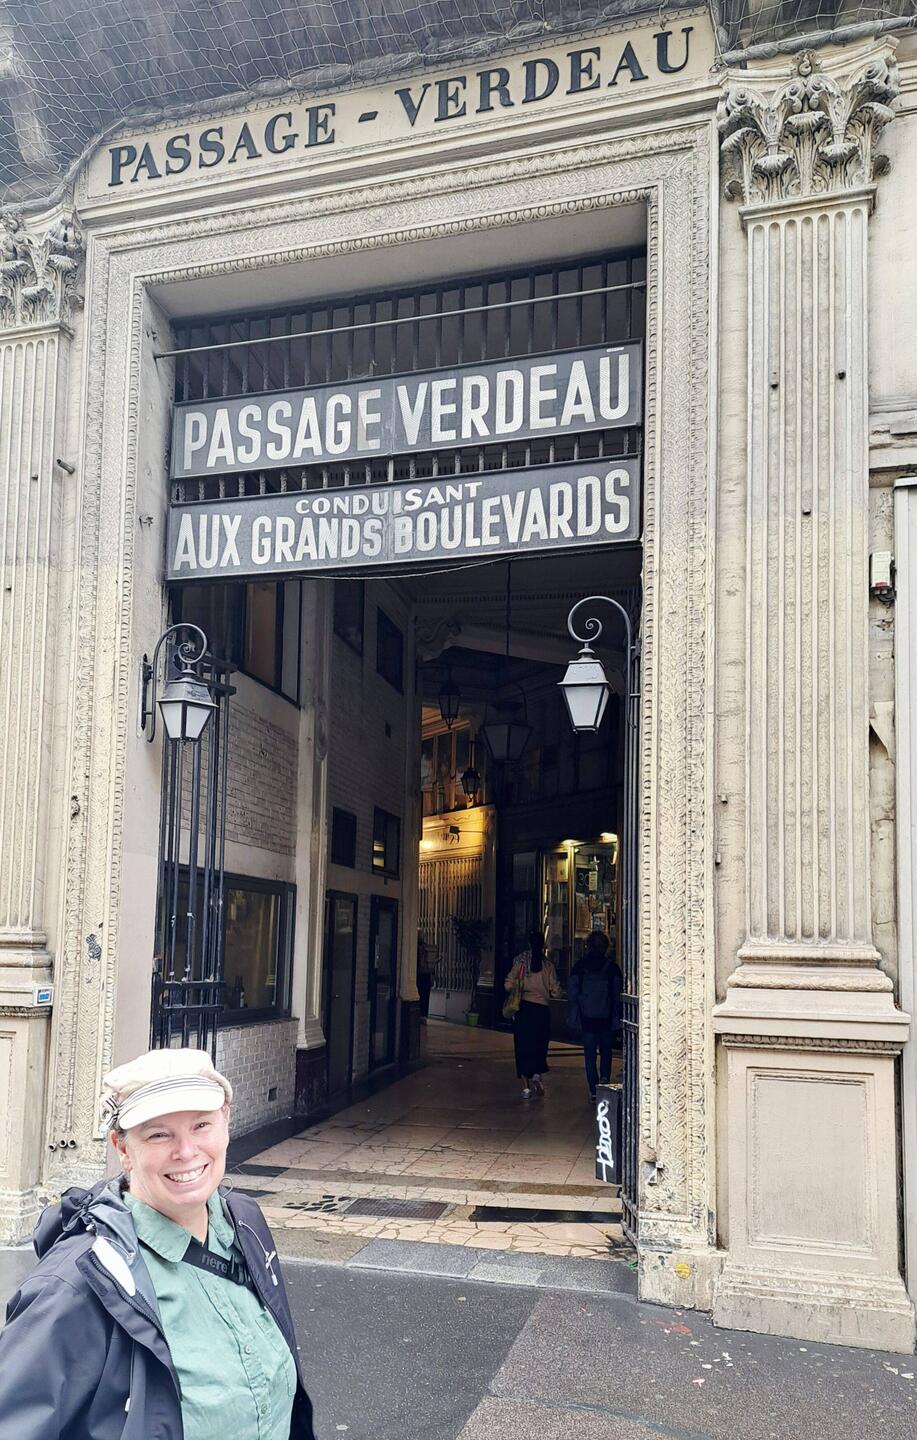 PASSAGE - VERDEAU
PASSAGE VERDEAU
CONDUISANT
AUX GRANDS BOULEVARDS